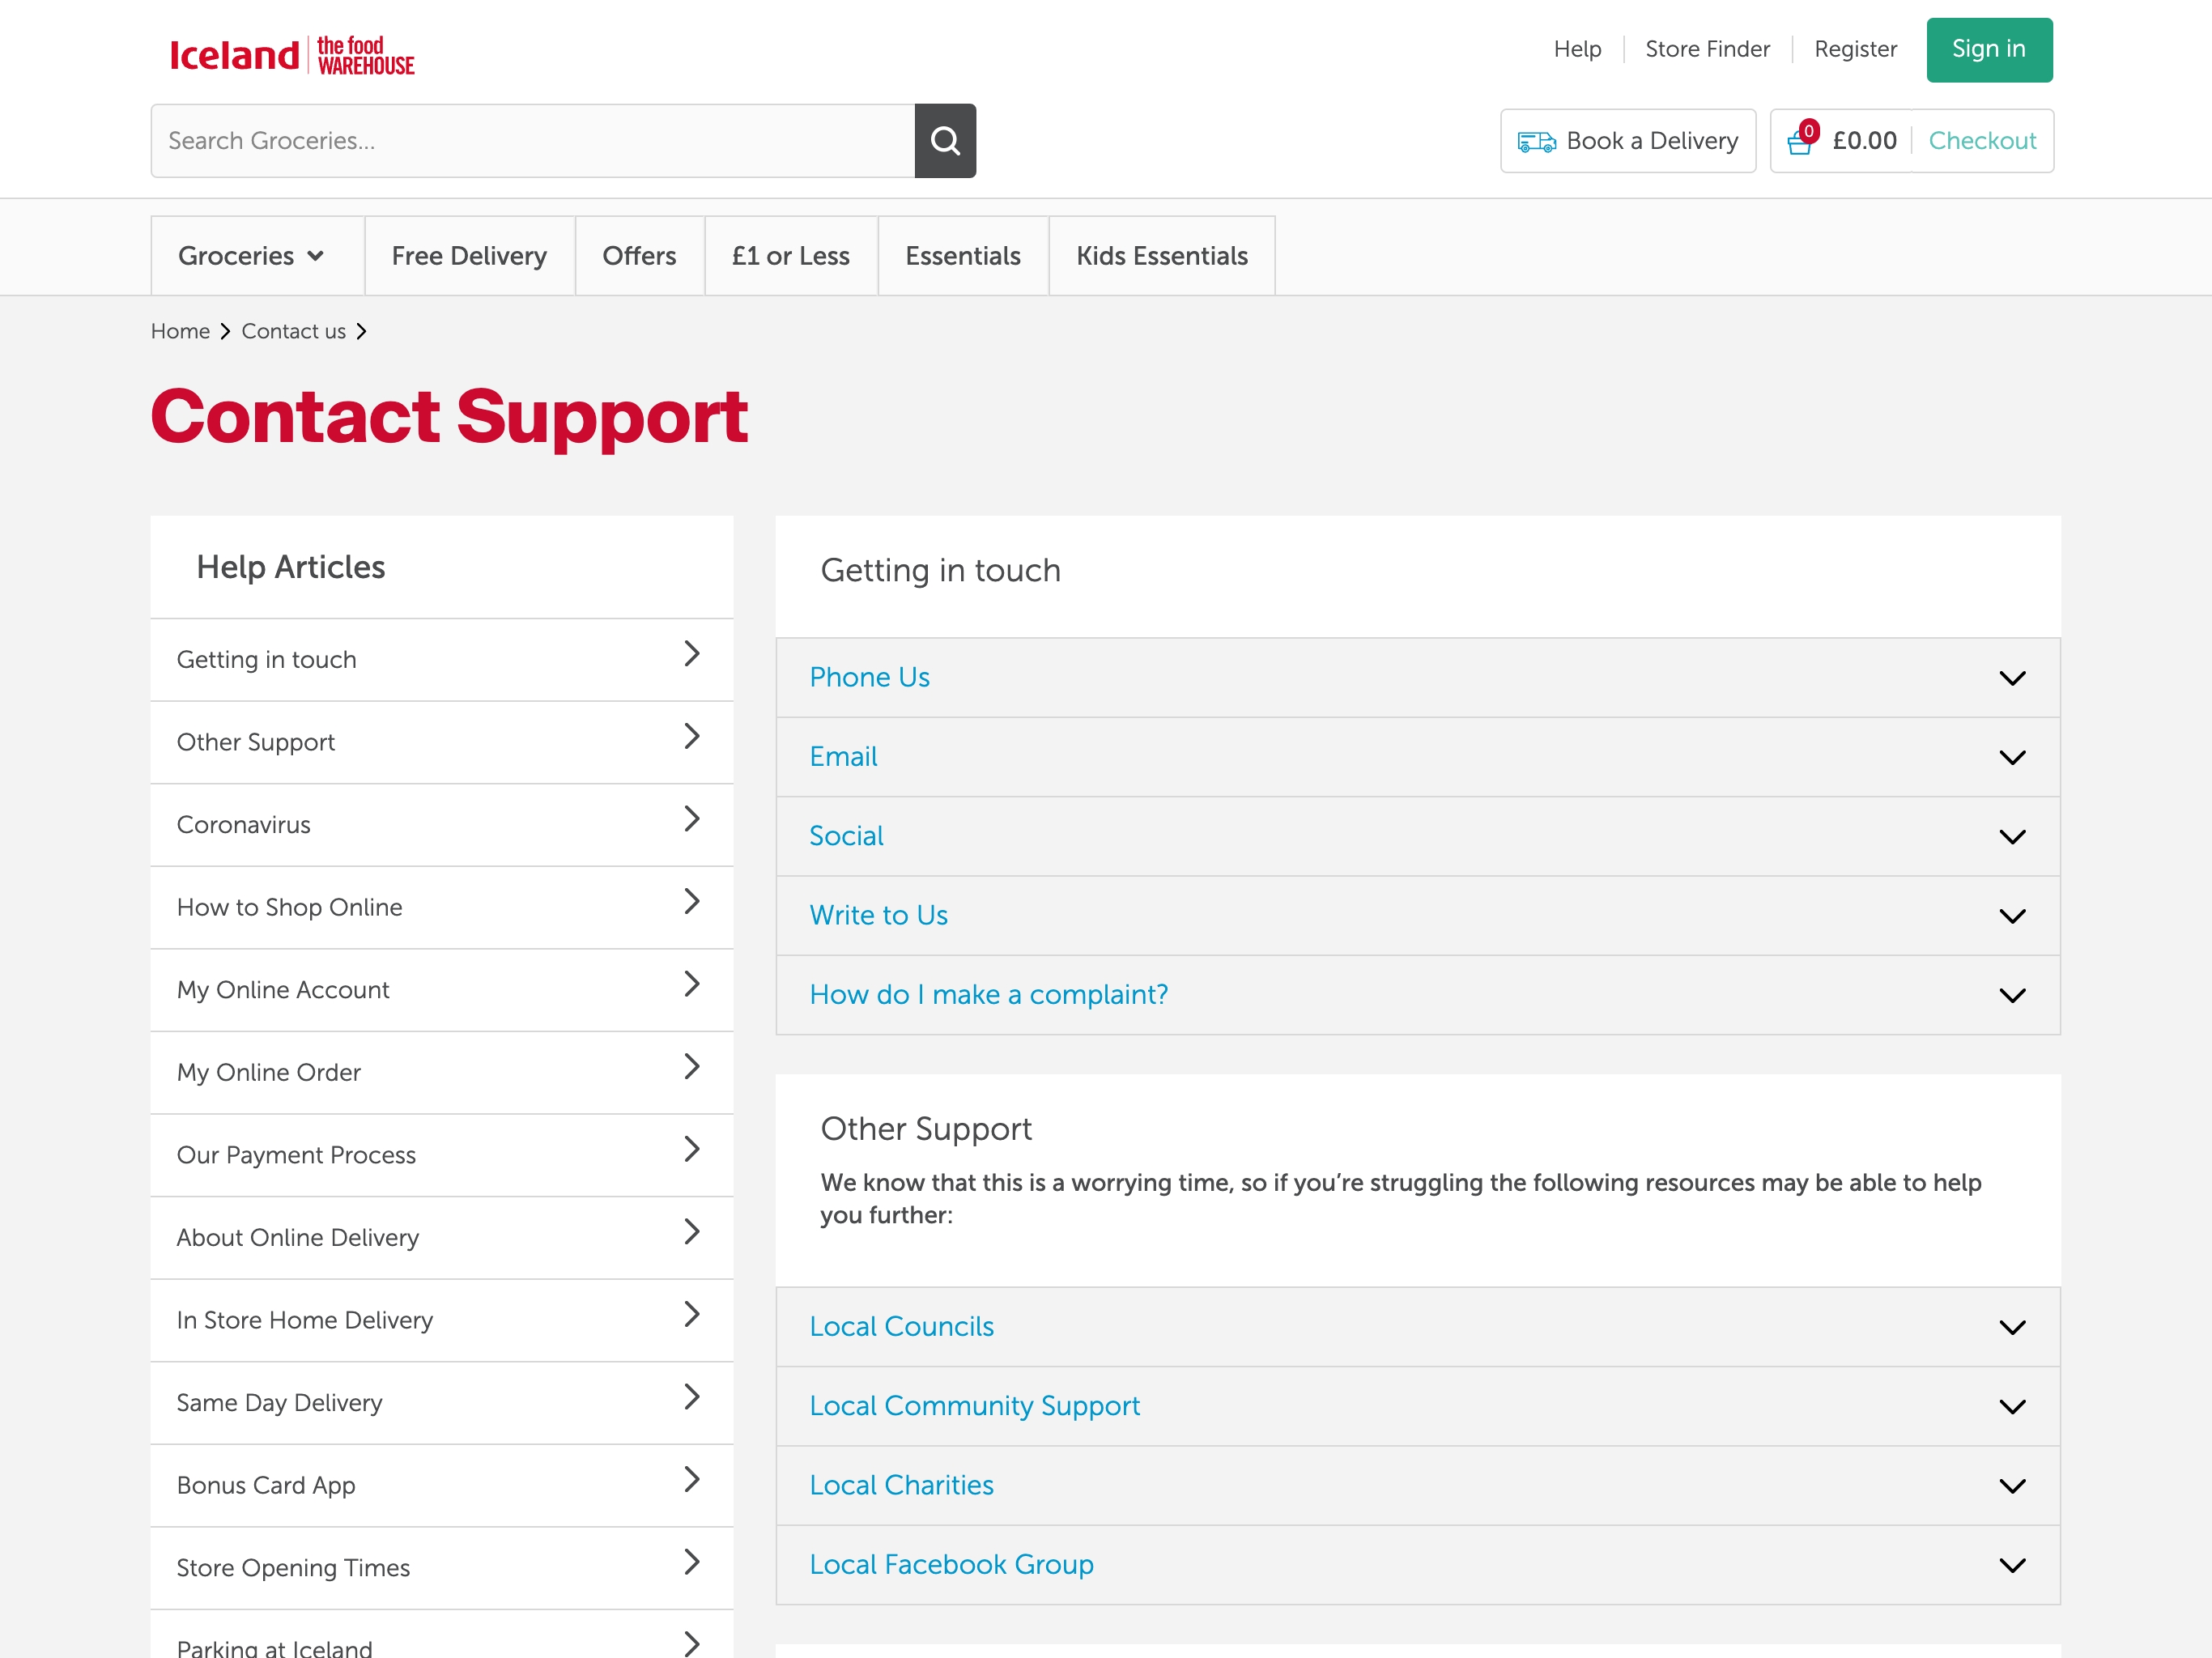 Iceland the food WAREHOUSE
Help
Store Finder
Register
Sign in
Search Groceries...
Book a Delivery
0
£0.00
Checkout
Groceries
Free Delivery
Offers
£1 or Less
Essentials
Kids Essentials
Home
Contact us
Contact Support
Help Articles
Getting in touch
Other Support
Coronavirus
How to Shop Online
My Online Account
My Online Order
Our Payment Process
About Online Delivery
In Store Home Delivery
Same Day Delivery
Bonus Card App
Store Opening Times
Parking at Iceland
Getting in touch
Phone Us
Email
Social
Write to Us
How do I make a complaint?
Other Support
We know that this is a worrying time, so if you’re struggling the following resources may be able to help
you further:
Local Councils
Local Community Support
Local Charities
Local Facebook Group